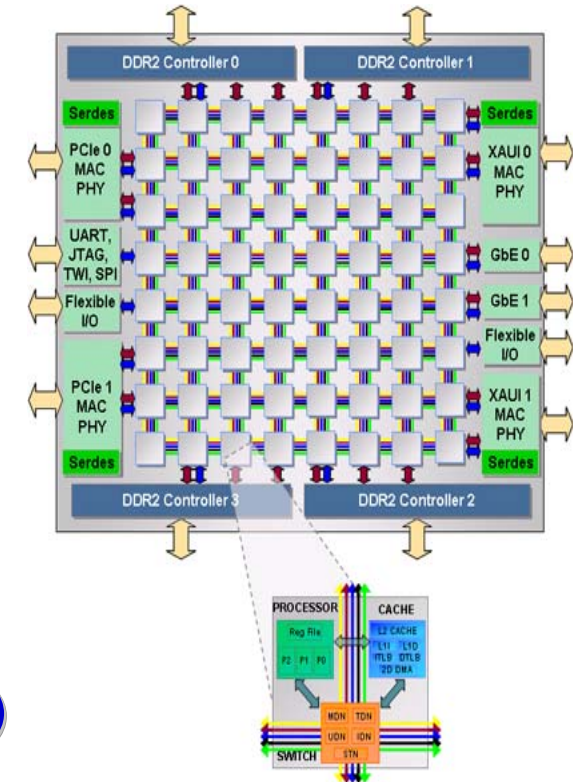 DDR2 Controller 0
DDR2 Controller 1
Serdes
PCIe 0
MAC
PHY
UART,
JTAG,
TWI, SPI
Flexible
I/O
PCIe 1
MAC
PHY
Serdes
Serdes
XAUI 0
MAC
PHY
GbE 0
GbE 1
Flexible
I/O
XAUI 1
MAC
PHY
Serdes
DDR2 Controller 3
DDR2 Controller 2
PROCESSOR
CACHE
Reg File
P2 P1 P0
L2 CACHE
L1I L1D
ITLB DTLB
2D DMA
MDN TDN
UDN IDN
STN
SWITCH